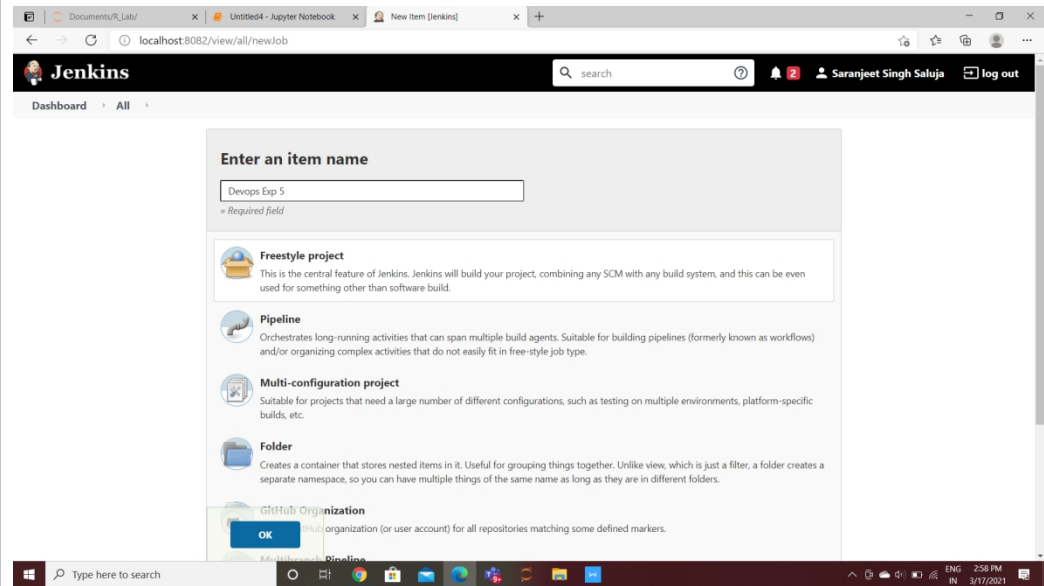 Documents/R_Lab/
Untitled4 - Jupyter Notebook
New Item [Jenkins]
localhost:8082/view/all/newJob
Jenkins
search
2
Saranjeet Singh Saluja
log out
Dashboard
All
Enter an item name
Devops Exp 5
» Required field
Freestyle project
This is the central feature of Jenkins. Jenkins will build your project, combining any SCM with any build system, and this can be even
used for something other than software build.
Pipeline
Orchestrates long-running activities that can span multiple build agents. Suitable for building pipelines (formerly known as workflows)
and/or organizing complex activities that do not easily fit in free-style job type.
Multi-configuration project
Suitable for projects that need a large number of different configurations, such as testing on multiple environments, platform-specific
builds, etc.
Folder
Creates a container that stores nested items in it. Useful for grouping things together. Unlike view, which is just a filter, a folder creates a
separate namespace, so you can have multiple things of the same name as long as they are in different folders.
GitHub Organization
organization (or user account) for all repositories matching some defined markers.
OK
Multibranch Pipeline
Type here to search
ENG
IN
2:58 PM
3/17/2021